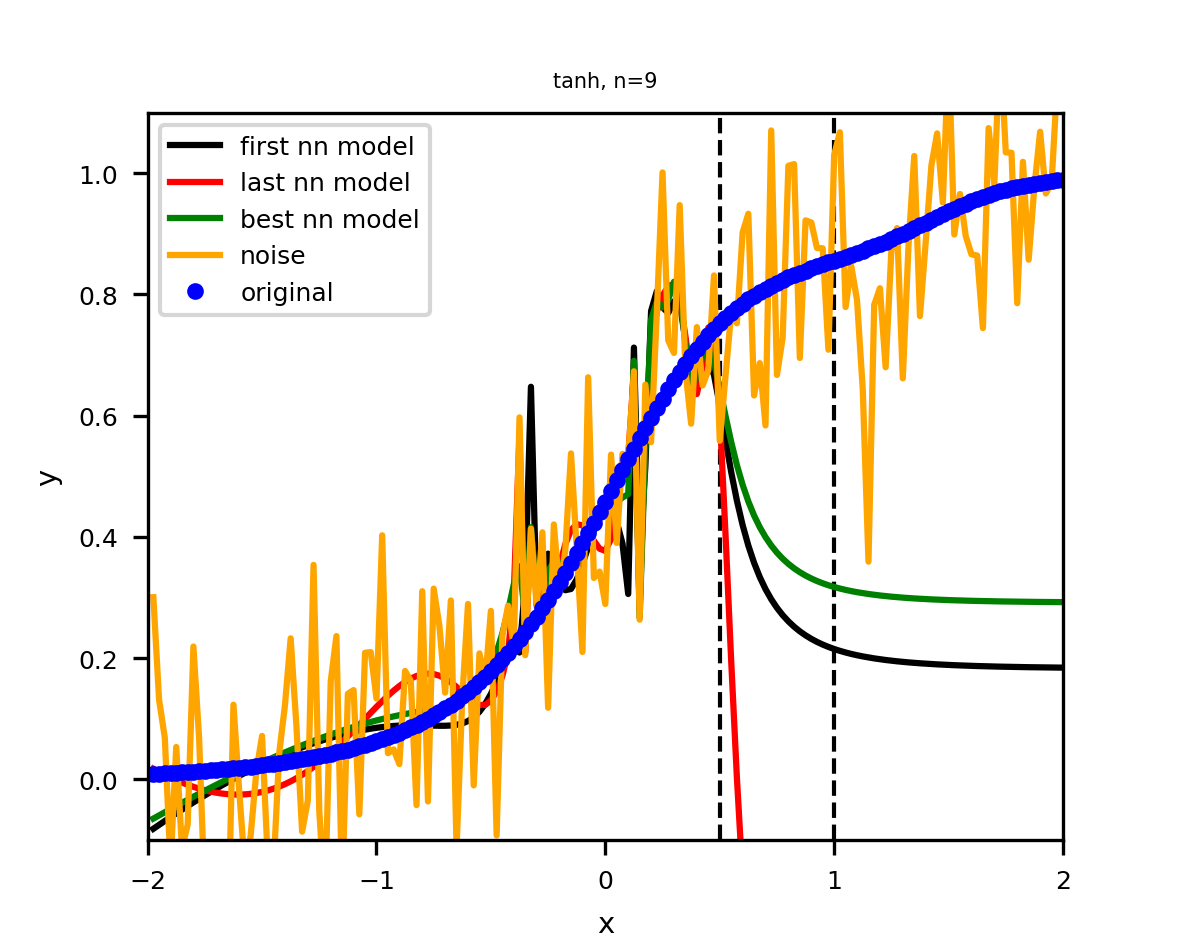 tanh, n=9
first nn model
last nn model
best nn model
noise
original
1.0
0.8
0.6
0.4
0.2
0.0
y
−2
−1
0
1
2
x